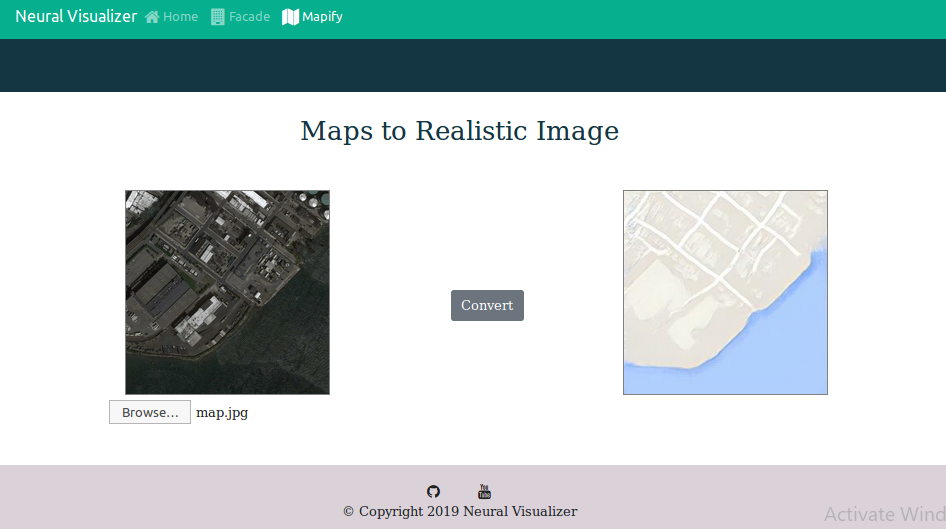 Neural Visualizer Home Facade Mapify
Maps to Realistic Image
Convert
Browse... map.jpg
You
Tube
© Copyright 2019 Neural Visualizer
Activate Wind